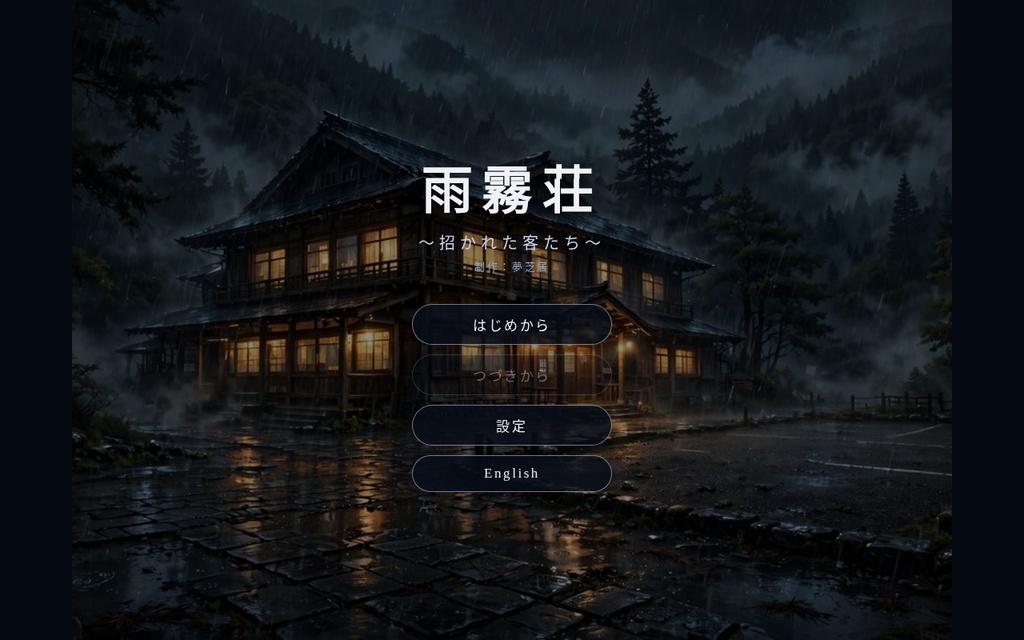 雨霧荘
～招かれた客たち～
制作：夢芝居
はじめから
つづきから
設定
English